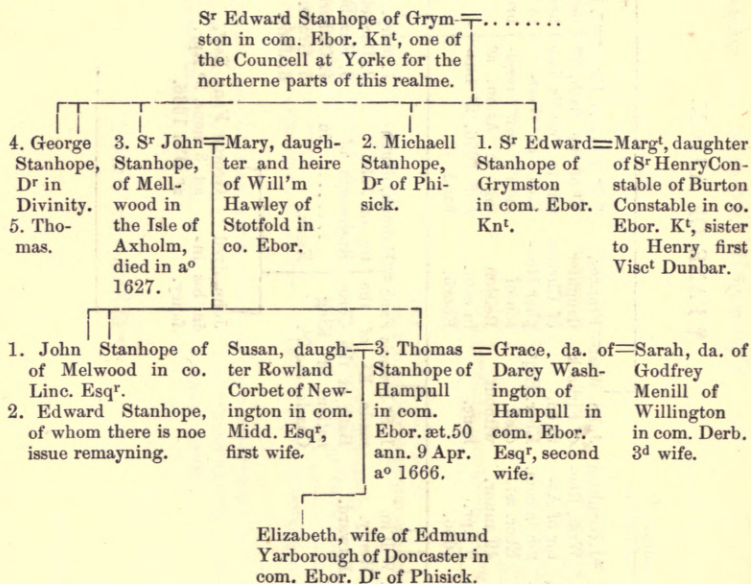 Sʳ Edward Stanhope of Grym-
ston in com. Ebor. Knᵗ, one of
the Councell at Yorke for the
northerne parts of this realme.
4. George
Stanhope,
Dʳ in
Divinity.
5. Tho-
mas.
3. Sʳ John
Stanhope,
of Mell-
wood in
the Isle of
Axholm,
died in aᵒ
1627.
Mary, daugh-
ter and heire
of Will'm
Hawley of
Stotfold in
co. Ebor.
2. Michaell
Stanhope,
Dʳ of Phi-
sick.
1. Sʳ Edward
Stanhope of
Grymston
in com. Ebor.
Knᵗ.
Margᵗ, daughter
of Sʳ Henry Con-
stable of Burton
Constable in co.
Ebor. Kᵗ, sister
to Henry first
Viscᵗ Dunbar.
1. John Stanhope of
of Melwood in co.
Linc. Esqʳ.
2. Edward Stanhope,
of whom there is noe
issue remayning.
Susan, daugh-
ter Rowland
Corbet of New-
ington in com.
Midd. Esqʳ,
first wife.
3. Thomas
Stanhope of
Hampull
in com.
Ebor. æt. 50
ann. 9 Apr.
aᵒ 1666.
Grace, da. of
Darcy Wash-
ington of
Hampull in
com. Ebor.
Esqʳ, second
wife.
Sarah, da. of
Godfrey
Menill of
Willington
in com. Derb.
3ᵈ wife.
Elizabeth, wife of Edmund
Yarborough of Doncaster in
com. Ebor. Dʳ of Phisick.